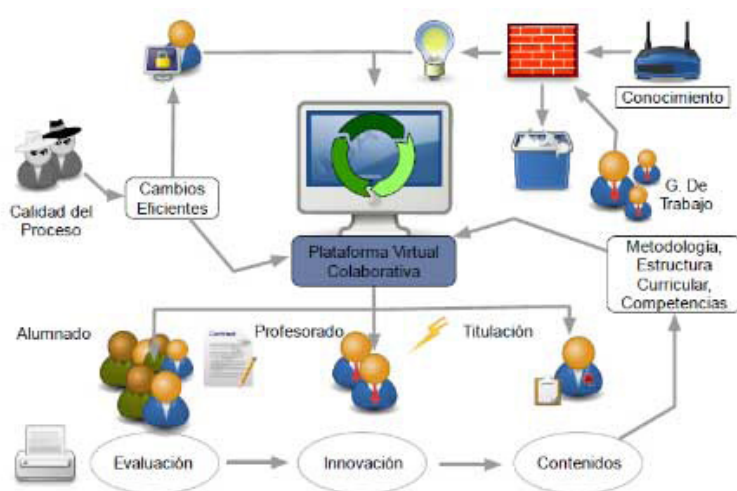 Conocimiento
Cambios
Eficientes
Calidad del
Proceso
G. De
Trabajo
Plataforma Virtual
Colaborativa
Metodología,
Estructura
Curricular,
Competencias
Alumnado
Profesorado
Titulación
Evaluación
Innovación
Contenidos